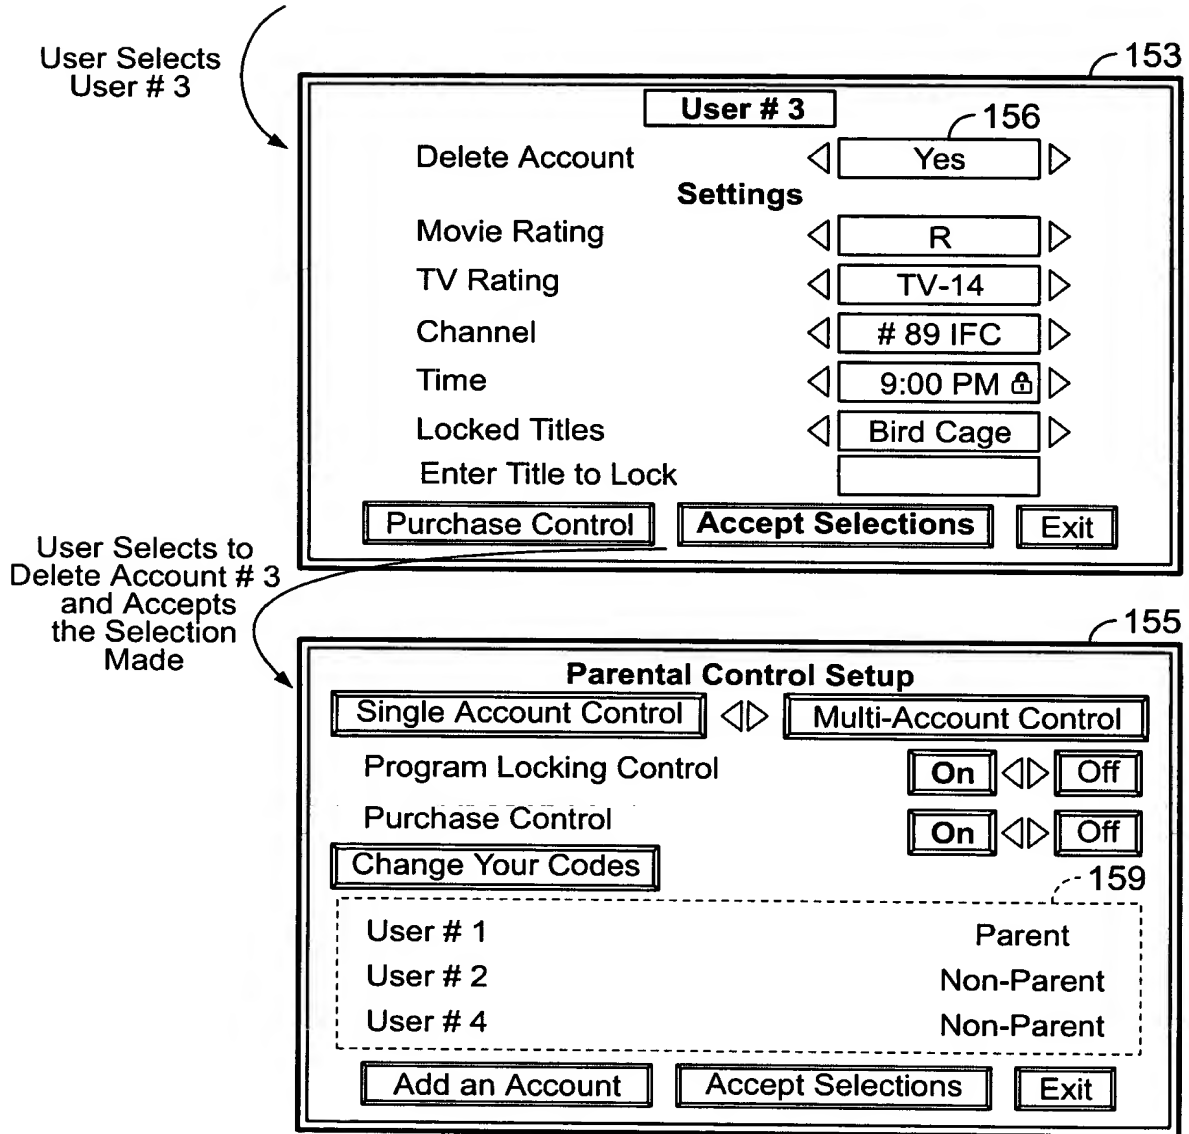 User Selects
User # 3
153
User # 3
156
Delete Account
Yes
Settings
Movie Rating
R
TV Rating
TV-14
Channel
# 89 IFC
Time
9:00 PM
Locked Titles
Bird Cage
Enter Title to Lock
Purchase Control
Accept Selections
Exit
User Selects to
Delete Account # 3
and Accepts
the Selection
Made
155
Parental Control Setup
Single Account Control
Multi-Account Control
Program Locking Control
On
Off
Purchase Control
On
Off
Change Your Codes
159
User # 1
Parent
User # 2
Non-Parent
User # 4
Non-Parent
Add an Account
Accept Selections
Exit